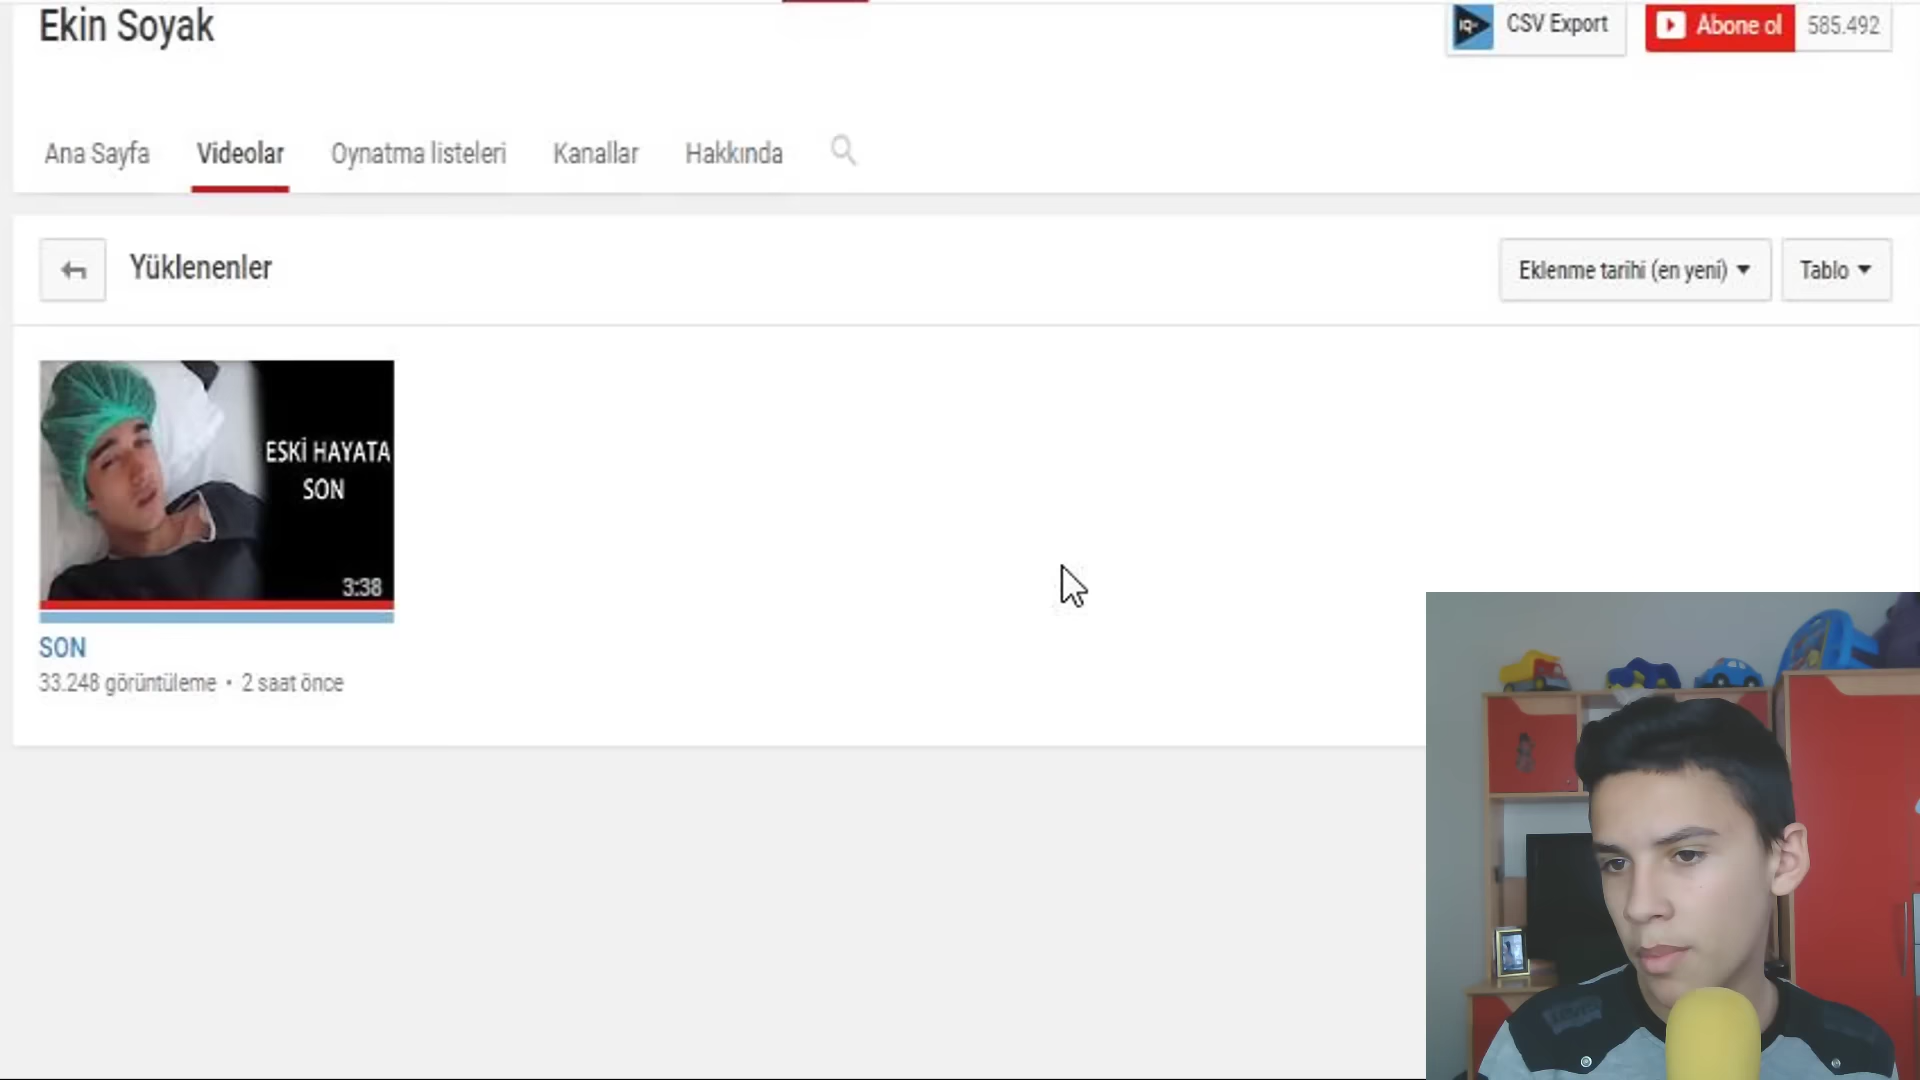 Ekin Soyak
CSV Export
Abone ol 585.492
Ana Sayfa Videolar Oynatma listeleri Kanallar Hakkında
Yüklenenler
Eklenme tarihi (en yeni) Tablo
ESKİ HAYATA
SON
3:38
SON
33.248 görüntüleme • 2 saat önce